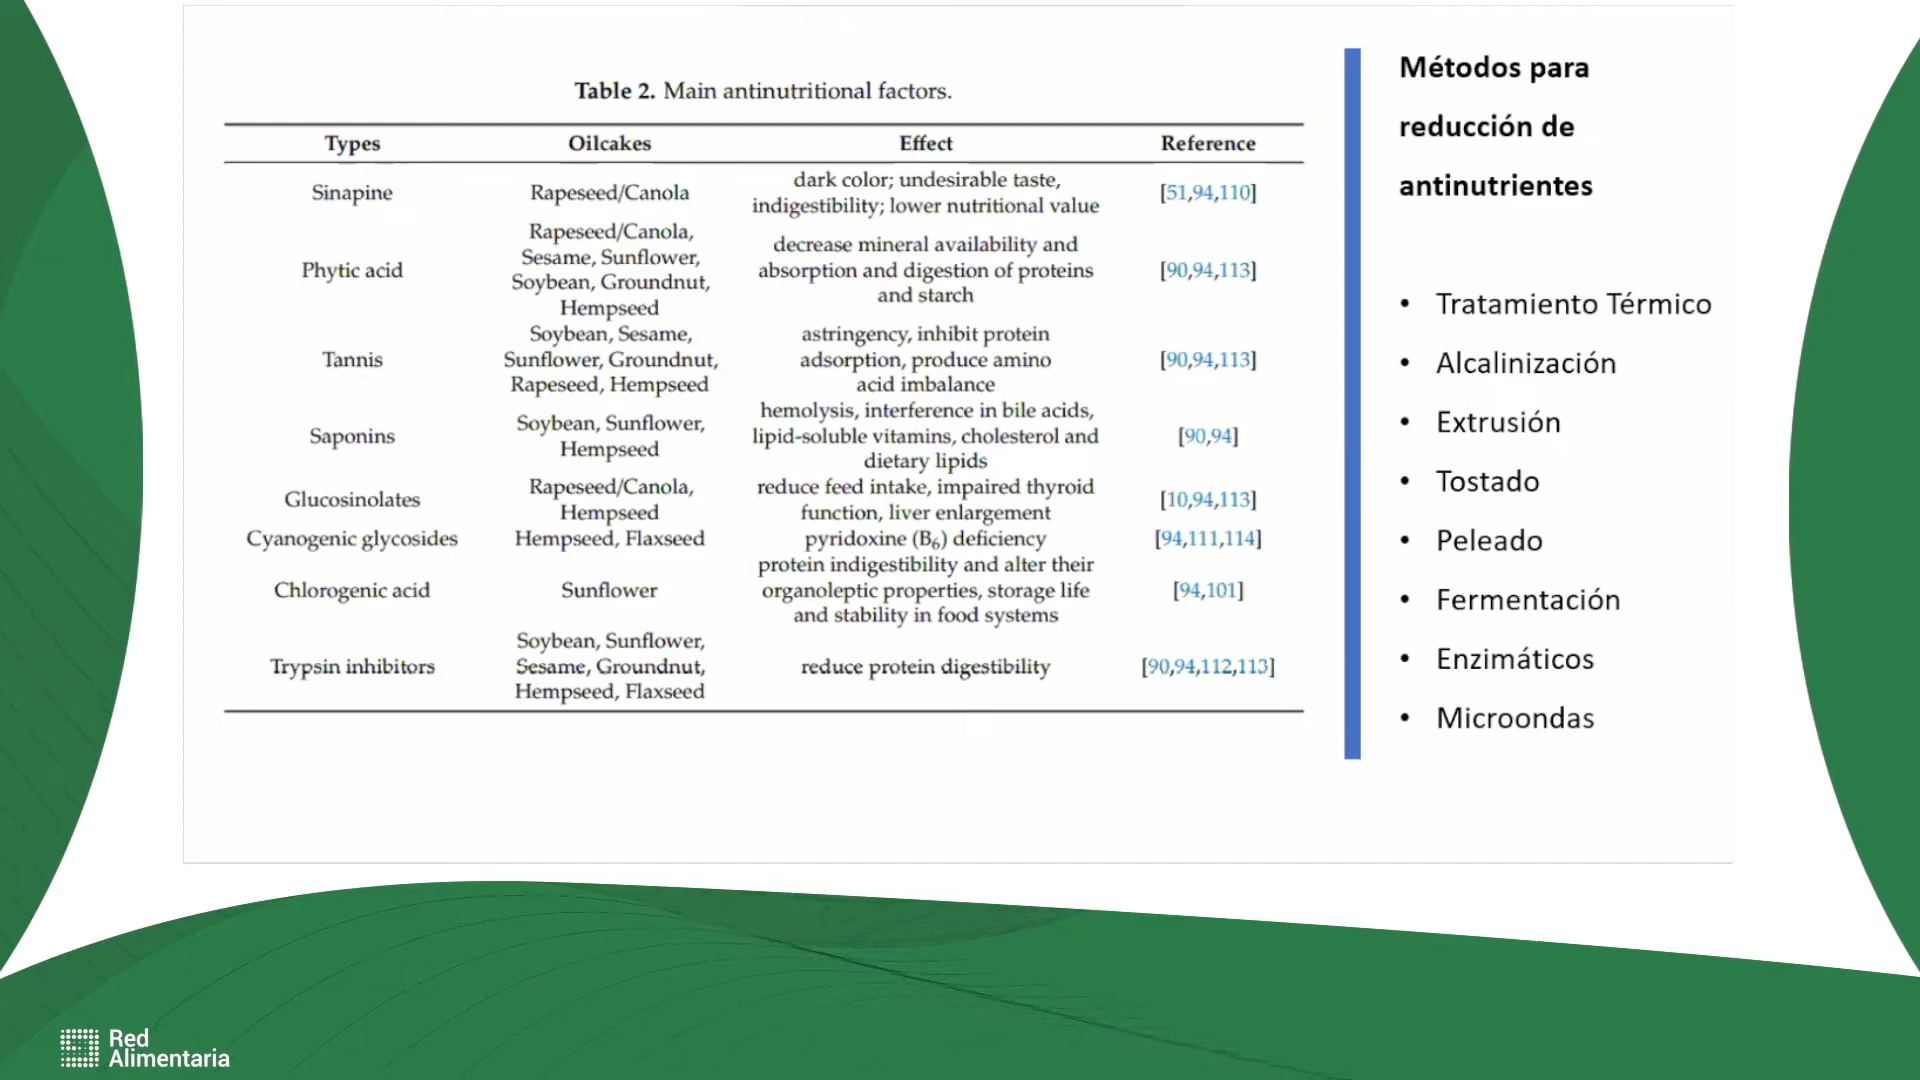 Table 2. Main antinutritional factors.
Types Oilcakes Effect Reference
Sinapine Rapeseed/Canola dark color; undesirable taste, indigestibility; lower nutritional value [51,94,110]
Phytic acid Rapeseed/Canola, Sesame, Sunflower, Soybean, Groundnut, Hempseed decrease mineral availability and absorption and digestion of proteins and starch [90,94,113]
Tannis Soybean, Sesame, Sunflower, Groundnut, Rapeseed, Hempseed astringency, inhibit protein adsorption, produce amino acid imbalance [90,94,113]
Saponins Soybean, Sunflower, Hempseed hemolysis, interference in bile acids, lipid-soluble vitamins, cholesterol and dietary lipids [90,94]
Glucosinolates Rapeseed/Canola, Hempseed reduce feed intake, impaired thyroid function, liver enlargement [10,94,113]
Cyanogenic glycosides Hempseed, Flaxseed pyridoxine (B6) deficiency [94,111,114]
Chlorogenic acid Sunflower protein indigestibility and alter their organoleptic properties, storage life and stability in food systems [94,101]
Trypsin inhibitors Soybean, Sunflower, Sesame, Groundnut, Hempseed, Flaxseed reduce protein digestibility [90,94,112,113]
Métodos para
reducción de
antinutrientes
• Tratamiento Térmico
• Alcalinización
• Extrusión
• Tostado
• Peleado
• Fermentación
• Enzimáticos
• Microondas
Red
Alimentaria